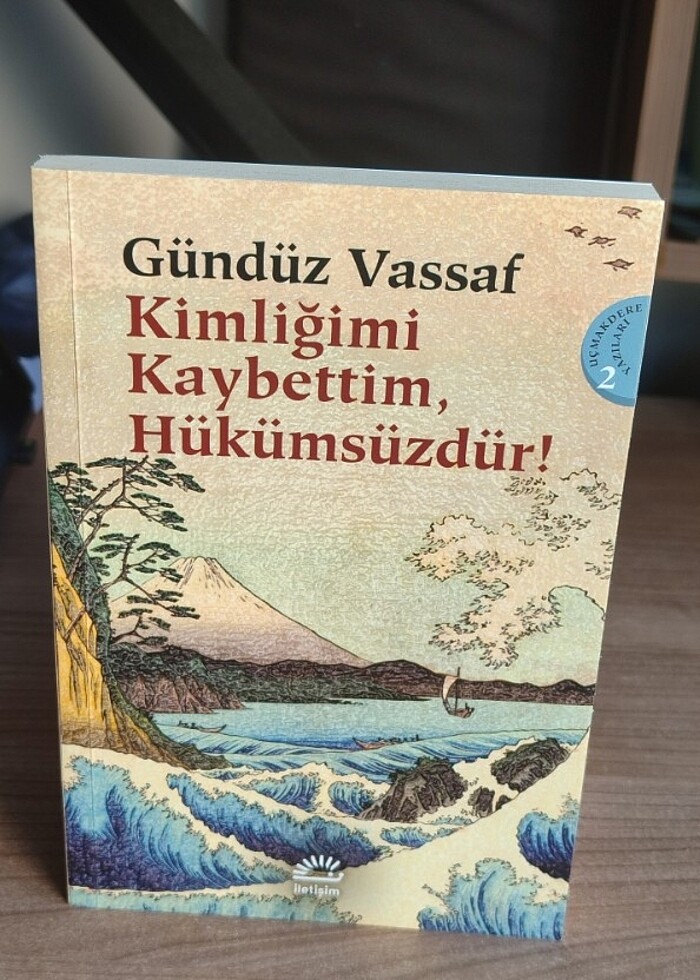 Gündüz Vassaf
Kimliğimi
Kaybettim,
Hükümsüzdür!
UÇMAKDERE
YAZILARI
2
iletişim